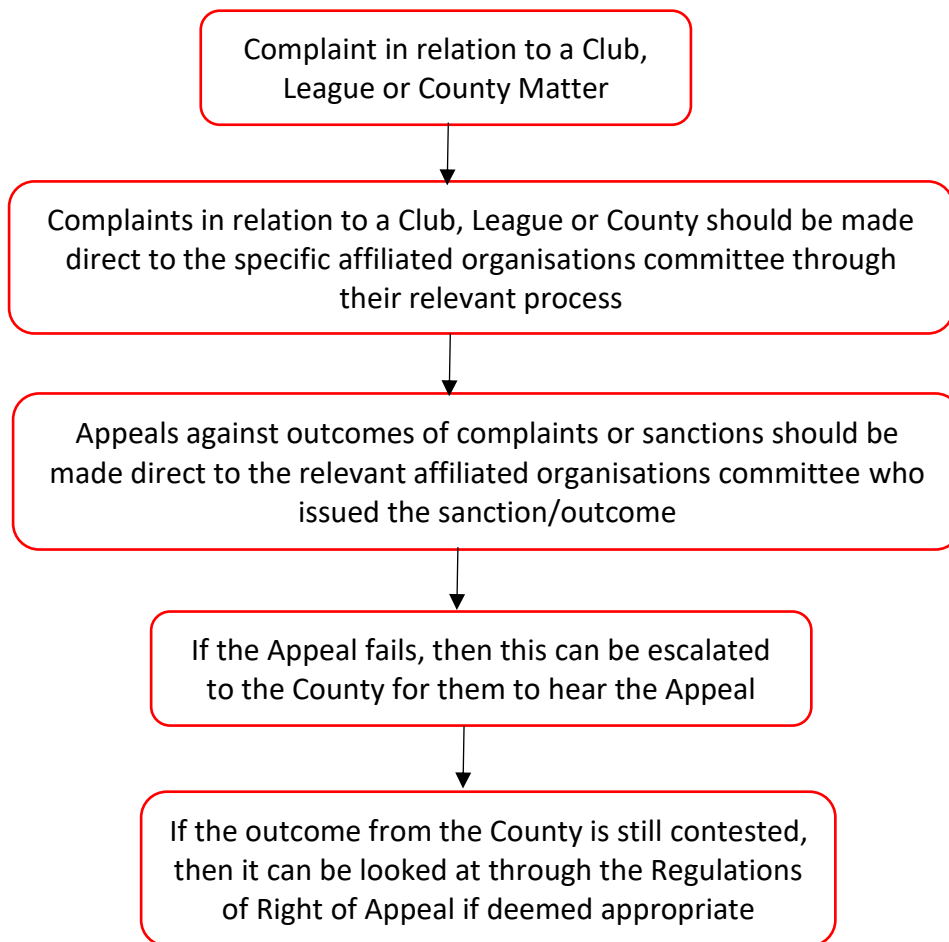 Complaint in relation to a Club,
League or County Matter
Complaints in relation to a Club, League or County should be made
direct to the specific affiliated organisations committee through
their relevant process
Appeals against outcomes of complaints or sanctions should be
made direct to the relevant affiliated organisations committee who
issued the sanction/outcome
If the Appeal fails, then this can be escalated
to the County for them to hear the Appeal
If the outcome from the County is still contested,
then it can be looked at through the Regulations
of Right of Appeal if deemed appropriate